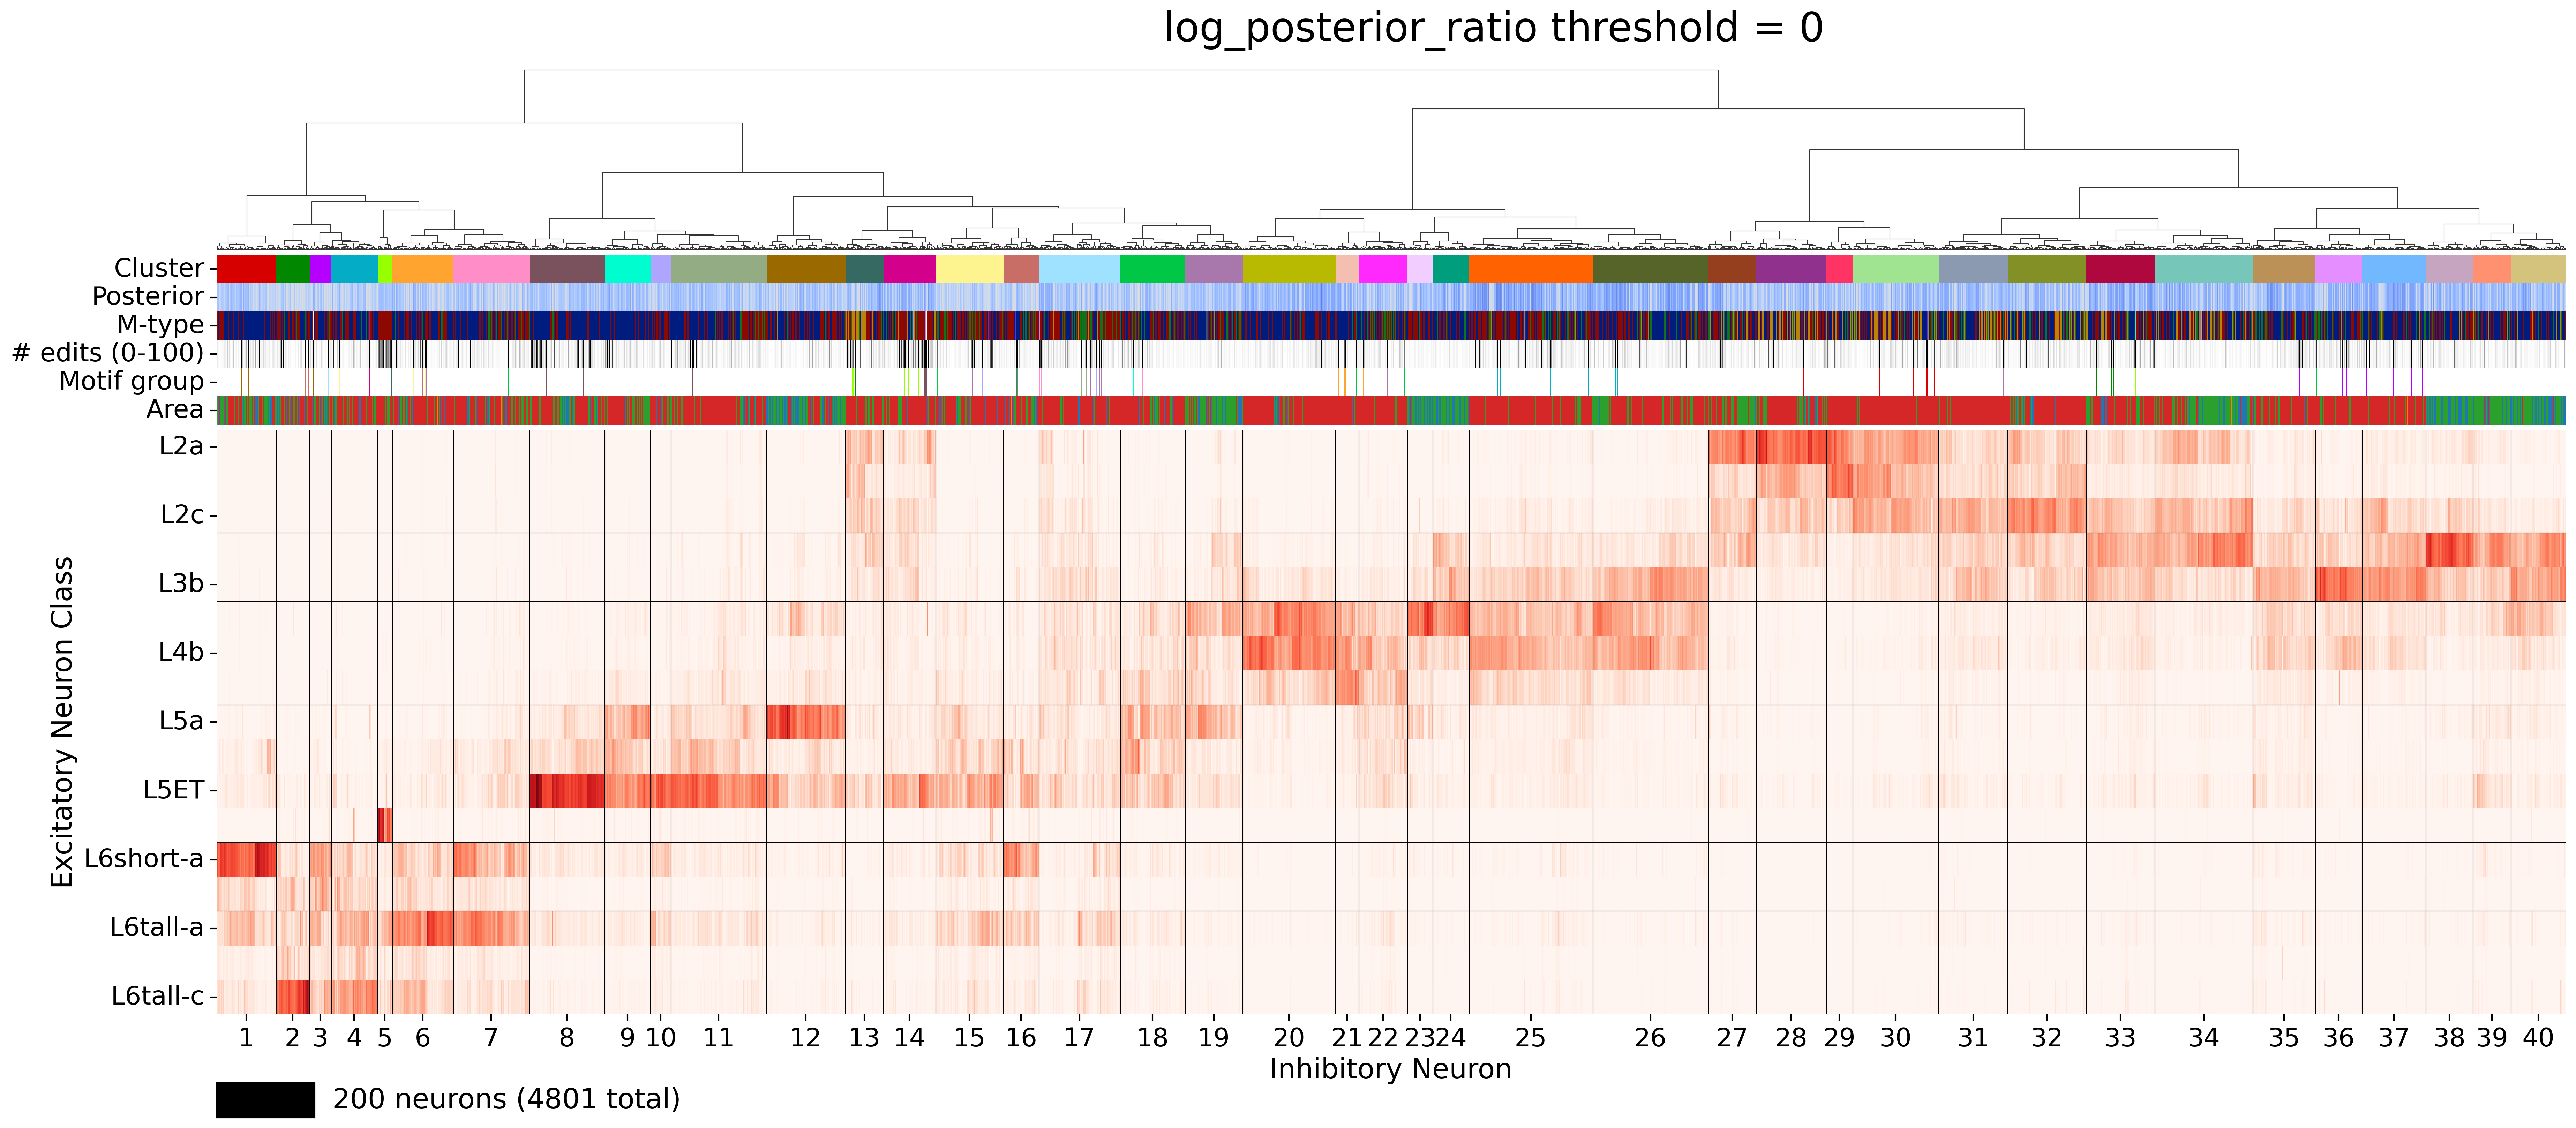 log_posterior_ratio threshold = 0
Cluster
Posterior
M-type
# edits (0-100)
Motif group
Area
L2a
L2c
L3b
L4b
L5a
L5ET
L6short-a
L6tall-a
L6tall-c
Excitatory Neuron Class
1 2 3 4 5 6 7 8 9 10 11 12 13 14 15 16 17 18 19 20 21 22 23 24 25 26 27 28 29 30 31 32 33 34 35 36 37 38 39 40
Inhibitory Neuron
200 neurons (4801 total)